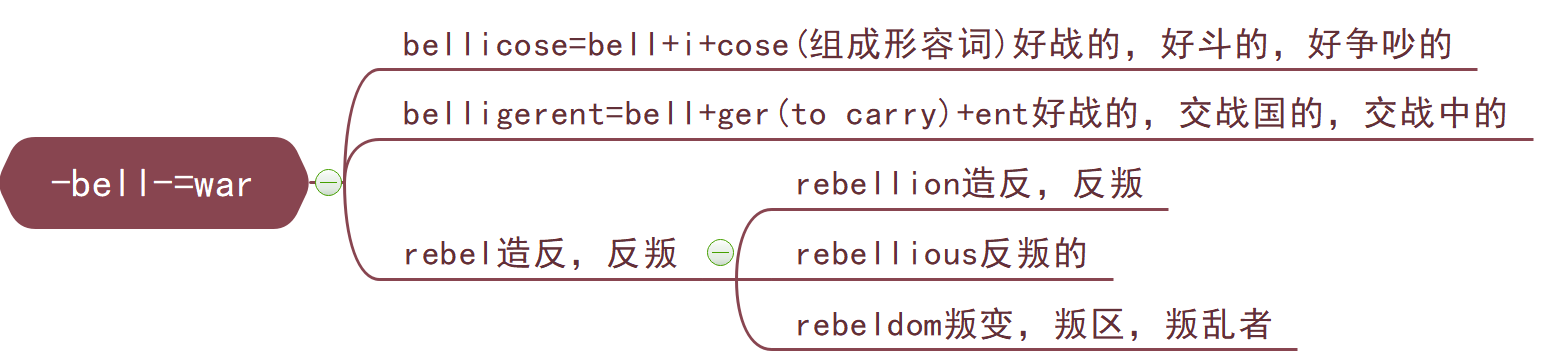 -bell-=war
bellicose=bell+i+cose(组成形容词)好战的，好斗的，好争吵的
belligerent=bell+ger(to carry)+ent好战的，交战国的，交战中的
rebel造反，反叛
rebellion造反，反叛
rebellious反叛的
rebeldom叛变，叛区，叛乱者